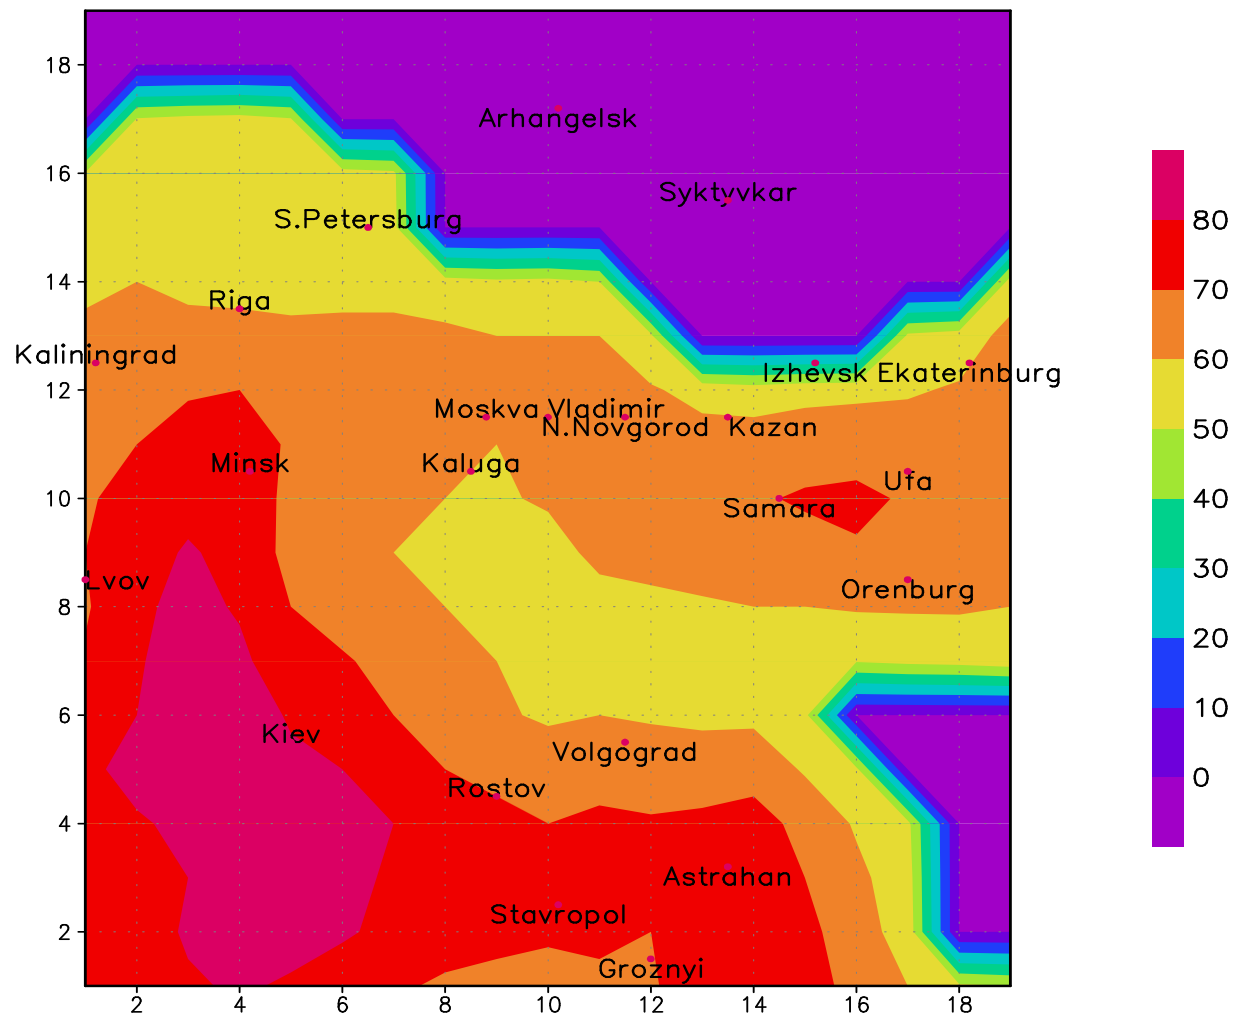 18
Arhangelsk
16
Syktyvkar
80
S.Petersburg
14
Riga
70
Kaliningrad
60
Izhevsk Ekaterinburg
12
Moskva Vladimir
N.Novgorod Kazan
50
Minsk
Kaluga
Ufa
10
Samara
40
Lvov
Orenburg
30
8
20
6
Kiev
Volgograd
10
Rostov
0
4
Astrahan
Stavropol
2
Groznyi
2 4 6 8 10 12 14 16 18